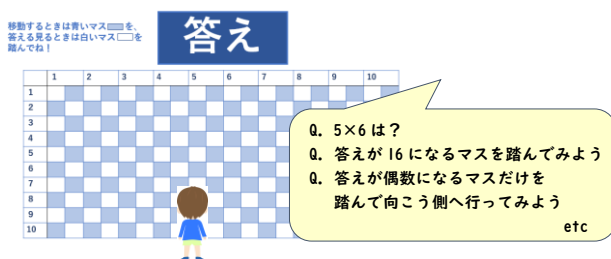 移動するときは青いマス を、
答える見るときは白いマス を
踏んでね！
答え
1 2 3 4 5 6 7 8 9 10
1
2
3
4
5
6
7
8
9
10
Q. 5×6 は？
Q. 答えが 16 になるマスを踏んでみよう
Q. 答えが偶数になるマスだけを
踏んで向こう側へ行ってみよう
etc